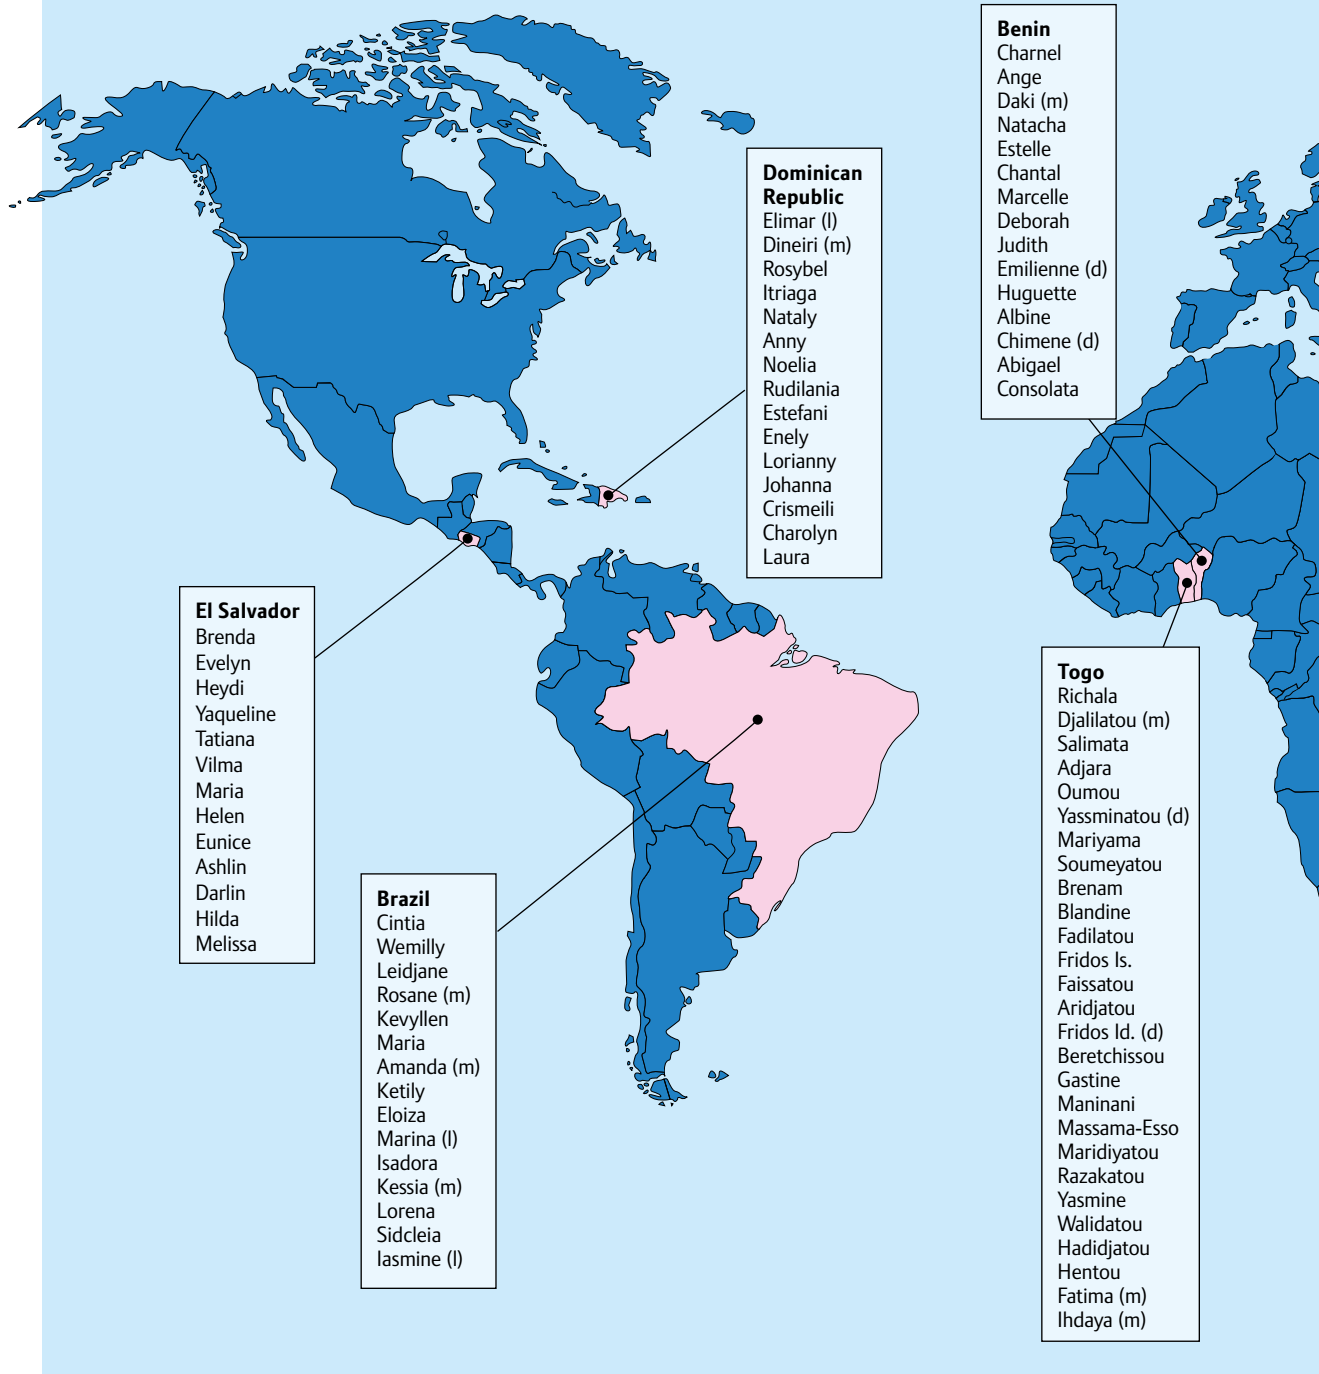 Benin
Charnel
Ange
Daki (m)
Natacha
Estelle
Chantal
Marcelle
Deborah
Judith
Emilienne (d)
Huguette
Albine
Chimene (d)
Abigael
Consolata
Dominican
Republic
Elimar (l)
Dineiri (m)
Rosybel
Itriaga
Nataly
Anny
Noelia
Rudilania
Estefani
Enely
Lorianny
Johanna
Crismeili
Charolyn
Laura
El Salvador
Brenda
Evelyn
Heydi
Yaqueline
Tatiana
Vilma
Maria
Helen
Eunice
Ashlin
Darlin
Hilda
Melissa
Brazil
Cintia
Wemilly
Leidjane
Rosane (m)
Kevyllen
Maria
Amanda (m)
Ketily
Eloiza
Marina (l)
Isadora
Kessia (m)
Lorena
Sidcleia
Iasmine (l)
Togo
Richala
Djalilatou (m)
Salimata
Adjara
Oumou
Yassminatou (d)
Mariyama
Soumeyatou
Brenam
Blandine
Fadilatou
Fridos Is.
Faissatou
Aridjatou
Fridos Id. (d)
Beretchissou
Gastine
Maninani
Massama-Esso
Maridiyatou
Razakatou
Yasmine
Walidatou
Hadidjatou
Hentou
Fatima (m)
Ihdaya (m)